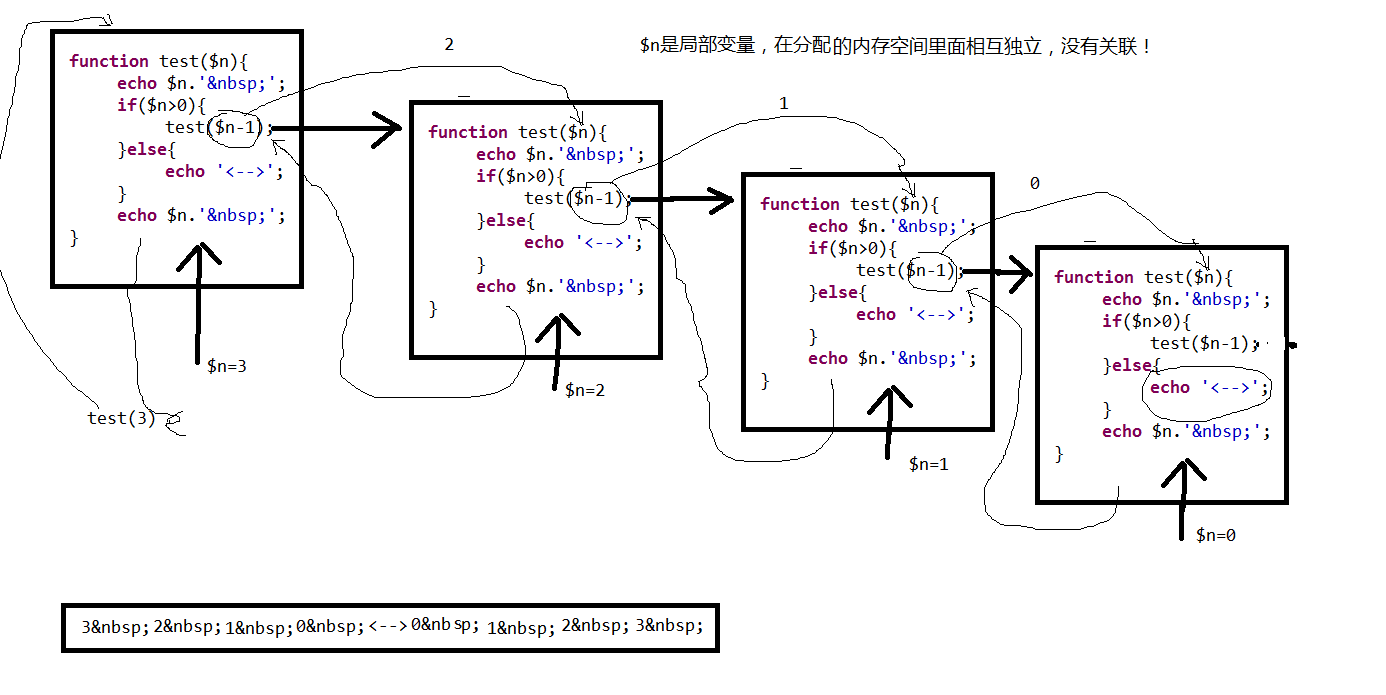 2
$n是局部变量，在分配的内存空间里面相互独立，没有关联！
function test($n){
echo $n.'&nbsp;';
if($n>0){
test($n-1);
}else{
echo '<-->';
}
echo $n.'&nbsp;';
}
$n=3
test(3)
function test($n){
echo $n.'&nbsp;';
if($n>0){
test($n-1);
}else{
echo '<-->';
}
echo $n.'&nbsp;';
}
$n=2
1
function test($n){
echo $n.'&nbsp;';
if($n>0){
test($n-1);
}else{
echo '<-->';
}
echo $n.'&nbsp;';
}
$n=1
0
function test($n){
echo $n.'&nbsp;';
if($n>0){
test($n-1);
}else{
echo '<-->';
}
echo $n.'&nbsp;';
}
$n=0
3&nbsp;2&nbsp;1&nbsp;0&nbsp;<-->0&nbsp;1&nbsp;2&nbsp;3&nbsp;